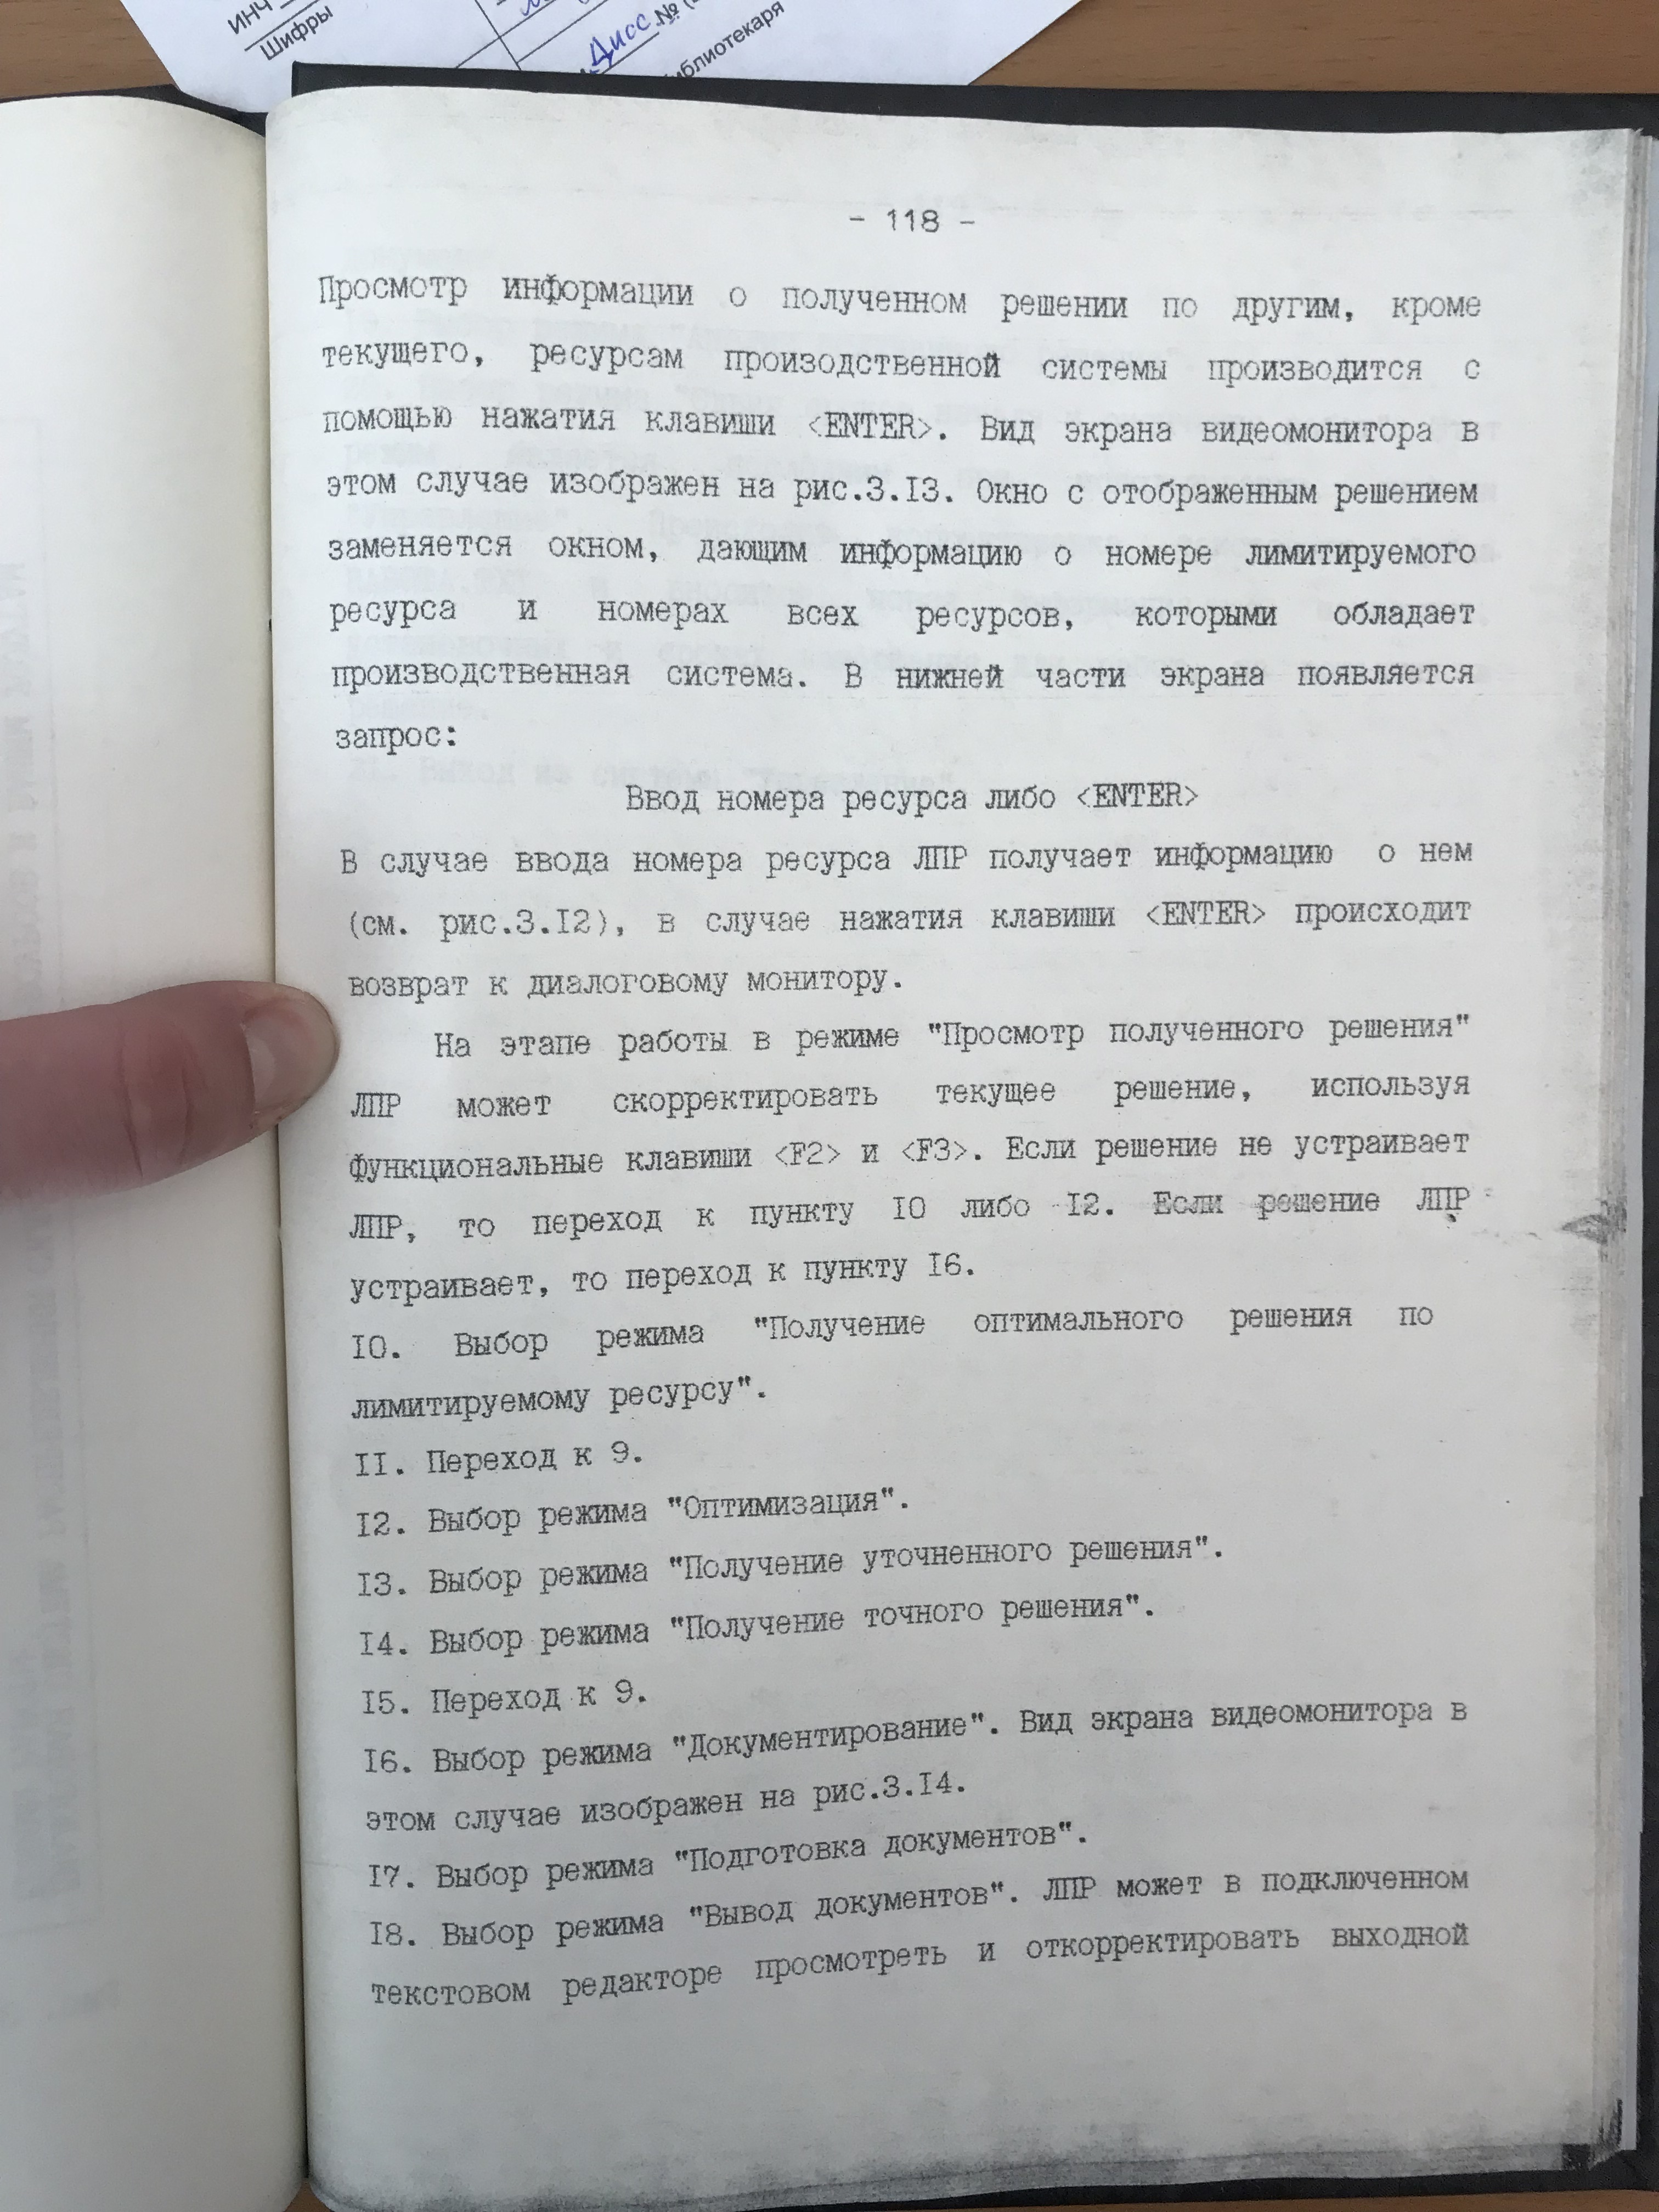 ИНЧ
Шифры
Дисс №
блиотекаря
- 118 -
Просмотр информации о полученном решении по другим, кроме
текущего, ресурсам произодственной системы производится с
помощью нажатия клавиши <ENTER>. Вид экрана видеомонитора в
этом случае изображен на рис.3.I3. Окно с отображенным решением
заменяется окном, дающим информацию о номере лимитируемого
ресурса и номерах всех ресурсов, которыми обладает
производственная система. В нижней части экрана появляется
запрос:
Ввод номера ресурса либо <ENTER>
В случае ввода номера ресурса ЛПР получает информацию о нем
(см. рис.3.I2), в случае нажатия клавиши <ENTER> происходит
возврат к диалоговому монитору.
На этапе работы в режиме "Просмотр полученного решения"
ЛПР может скорректировать текущее решение, используя
функциональные клавиши <F2> и <F3>. Если решение не устраивает
ЛПР, то переход к пункту I0 либо I2. Если решение ЛПР
устраивает, то переход к пункту I6.
I0. Выбор режима "Получение оптимального решения по
лимитируемому ресурсу".
II. Переход к 9.
I2. Выбор режима "Оптимизация".
I3. Выбор режима "Получение уточненного решения".
I4. Выбор режима "Получение точного решения".
I5. Переход к 9.
I6. Выбор режима "Документирование". Вид экрана видеомонитора в
этом случае изображен на рис.3.I4.
I7. Выбор режима "Подготовка документов".
I8. Выбор режима "Вывод документов". ЛПР может в подключенном
текстовом редакторе просмотреть и откорректировать выходной